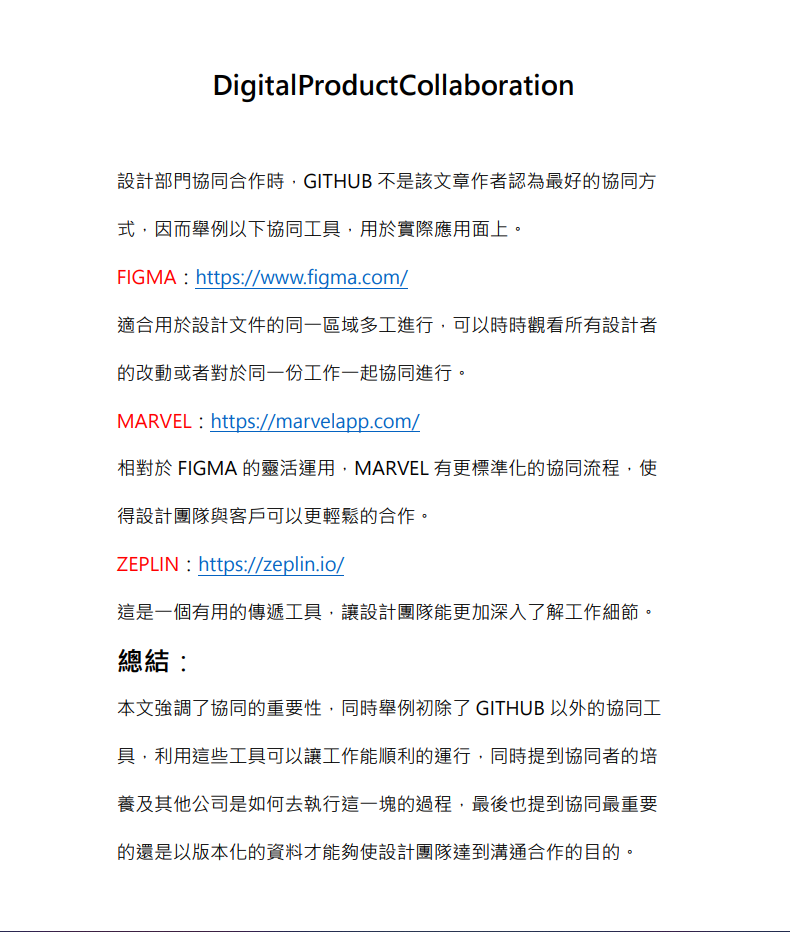 DigitalProductCollaboration
設計部門協同合作時，GITHUB 不是該文章作者認為最好的協同方
式，因而舉例以下協同工具，用於實際應用面上。
FIGMA：https://www.figma.com/
適合用於設計文件的同一區域多工進行，可以時時觀看所有設計者
的改動或者對於同一份工作一起協同進行。
MARVEL：https://marvelapp.com/
相對於 FIGMA 的靈活運用，MARVEL 有更標準化的協同流程，使
得設計團隊與客戶可以更輕鬆的合作。
ZEPLIN：https://zeplin.io/
這是一個有用的傳遞工具，讓設計團隊能更加深入了解工作細節。
總結：
本文強調了協同的重要性，同時舉例初除了 GITHUB 以外的協同工
具，利用這些工具可以讓工作能順利的運行，同時提到協同者的培
養及其他公司是如何去執行這一塊的過程，最後也提到協同最重要
的還是以版本化的資料才能夠使設計團隊達到溝通合作的目的。